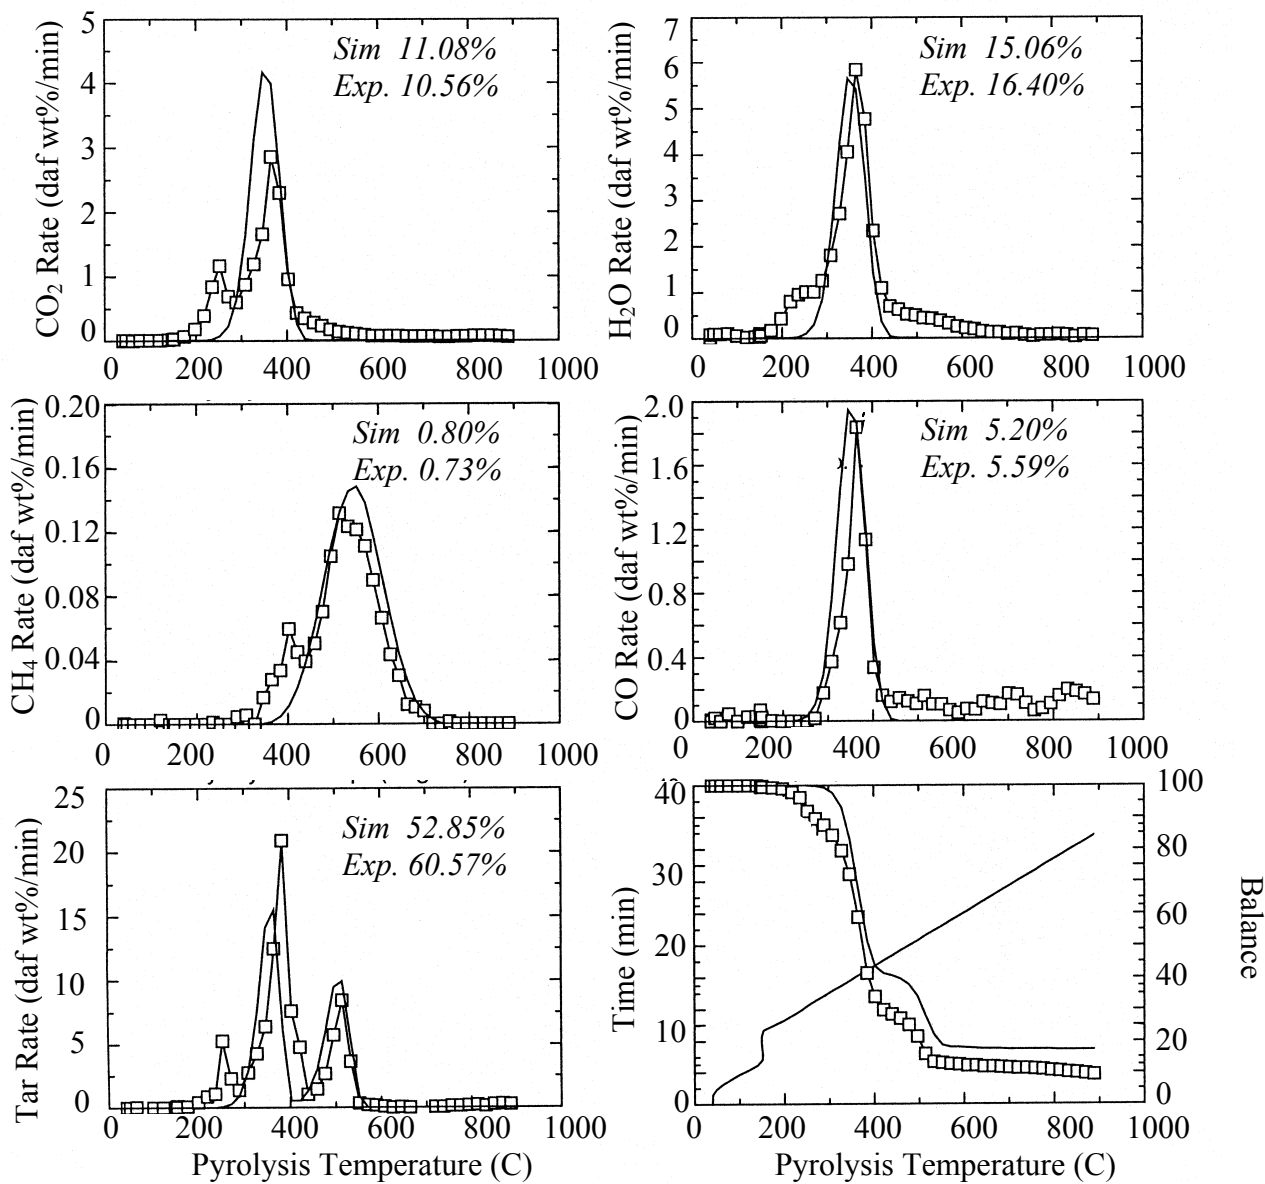 CO2 Rate (daf wt%/min)
5
4
3
2
1
0
Sim 11.08%
Exp. 10.56%
0 200 400 600 800 1000
H2O Rate (daf wt%/min)
7
6
5
4
3
2
1
0
Sim 15.06%
Exp. 16.40%
0 200 400 600 800 1000
CH4 Rate (daf wt%/min)
0.20
0.16
0.12
0.08
0.04
0
Sim 0.80%
Exp. 0.73%
0 200 400 600 800 1000
CO Rate (daf wt%/min)
2.0
1.6
1.2
0.8
0.4
0
Sim 5.20%
Exp. 5.59%
0 200 400 600 800 1000
Tar Rate (daf wt%/min)
25
20
15
10
5
0
Sim 52.85%
Exp. 60.57%
0 200 400 600 800 1000
Pyrolysis Temperature (C)
Time (min)
40
30
20
10
0
100
80
60
40
20
0
Balance
0 200 400 600 800 1000
Pyrolysis Temperature (C)